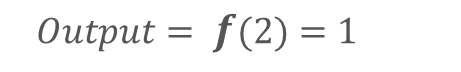 Output = f(2) = 1